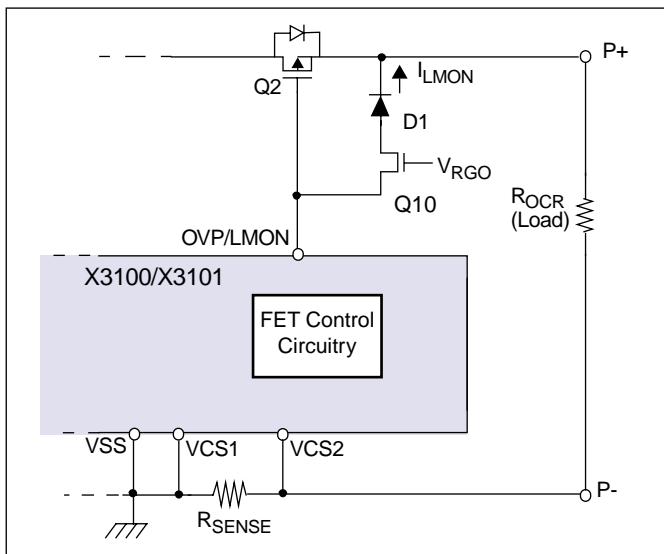 P+
I_LMON
Q2
D1
V_RGO
Q10
R_OCR
(Load)
OVP/LMON
X3100/X3101
FET Control
Circuitry
VSS
VCS1
VCS2
P-
R_SENSE